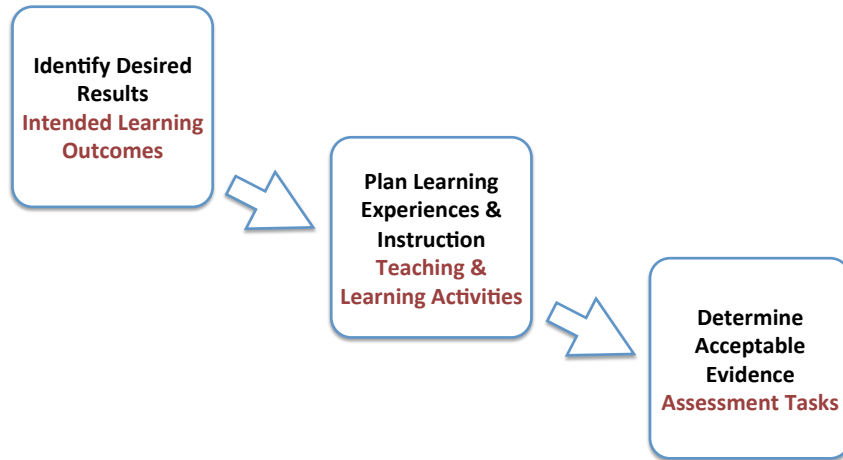 Identify Desired
Results
Intended Learning
Outcomes
Plan Learning
Experiences &
Instruction
Teaching &
Learning Activities
Determine
Acceptable
Evidence
Assessment Tasks